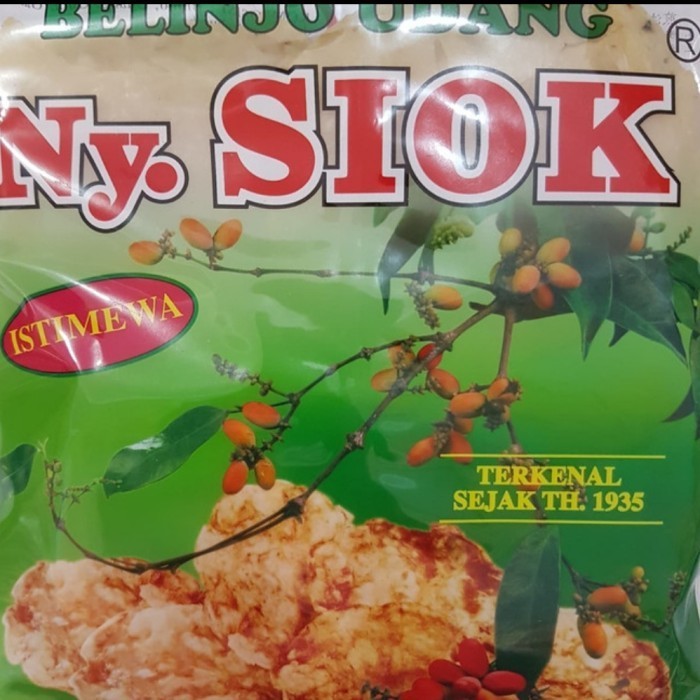 BELINJO UDANG
®
Ny. SIOK
ISTIMEWA
TERKENAL
SEJAK TH. 1935